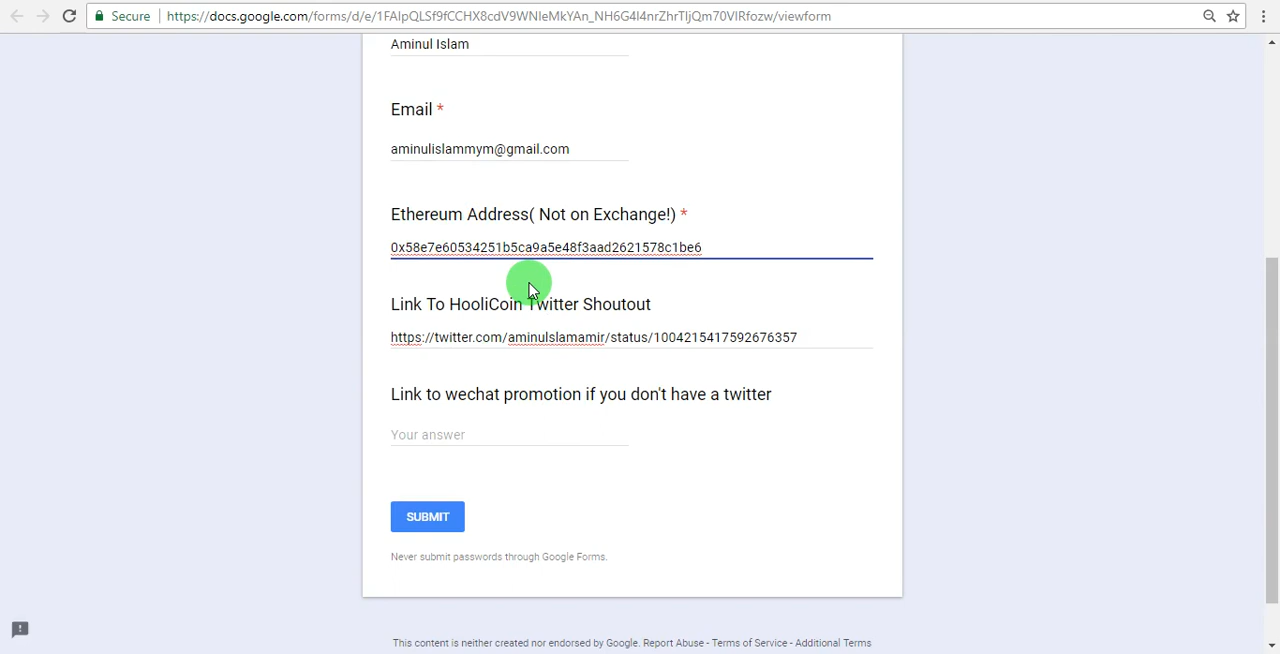 Secure https://docs.google.com/forms/d/e/1FAIpQLSf9fCCHX8cdV9WNIeMkYAn_NH6G4I4nrZhrTIjQm70VIRfozw/viewform
Aminul Islam
Email *
aminulislammym@gmail.com
Ethereum Address( Not on Exchange!) *
0x58e7e60534251b5ca9a5e48f3aad2621578c1be6
Link To HooliCoin Twitter Shoutout
https://twitter.com/aminulslamamir/status/1004215417592676357
Link to wechat promotion if you don't have a twitter
Your answer
SUBMIT
Never submit passwords through Google Forms.
This content is neither created nor endorsed by Google. Report Abuse - Terms of Service - Additional Terms